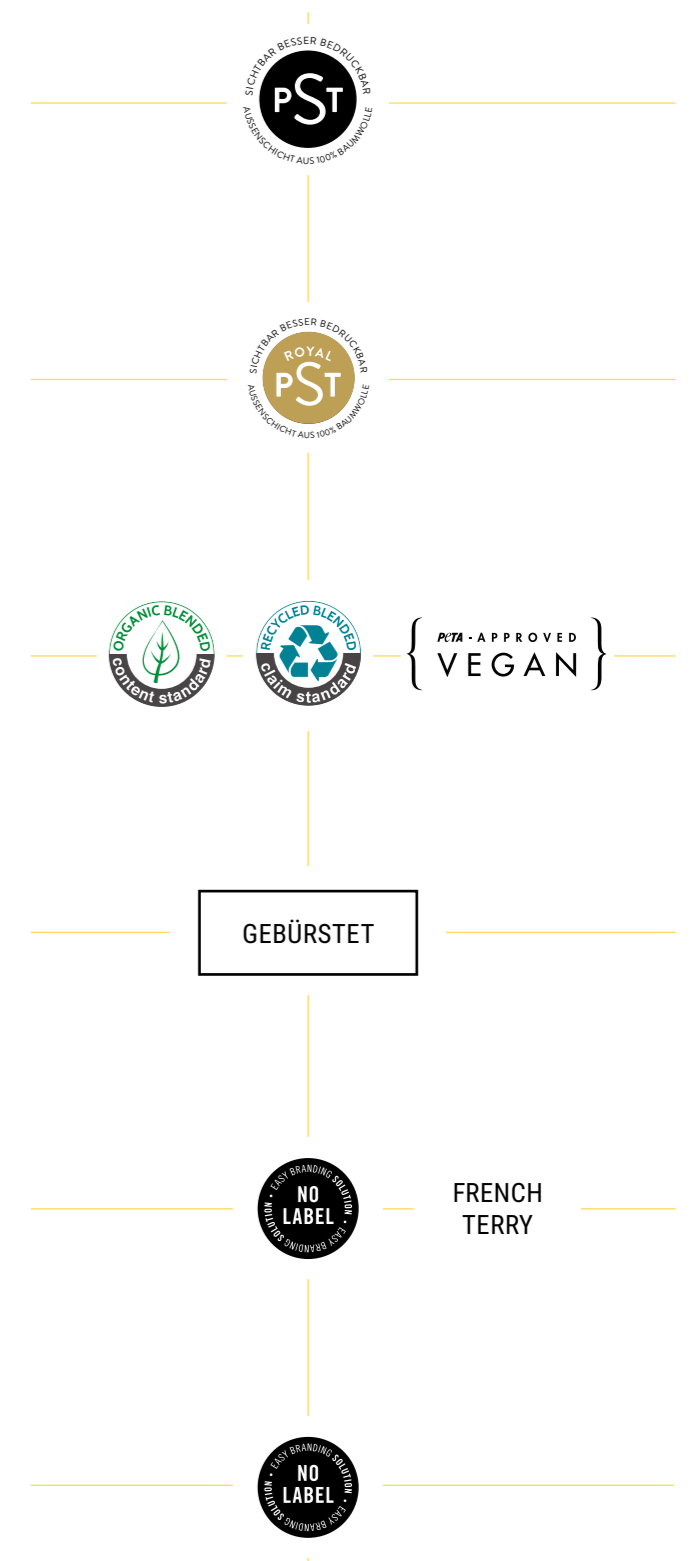 SICHTBAR BESSER BEDRUCKBAR
PST
AUSSENSCHICHT AUS 100% BAUMWOLLE
SICHTBAR BESSER BEDRUCKBAR
ROYAL
PST
AUSSENSCHICHT AUS 100% BAUMWOLLE
ORGANIC BLENDED
content standard
RECYCLED BLENDED
claim standard
PETA - APPROVED
VEGAN
GEBÜRSTET
EASY BRANDING SOLUTION • EASY BRANDING SOLUTION •
NO
LABEL
FRENCH
TERRY
EASY BRANDING SOLUTION • EASY BRANDING SOLUTION •
NO
LABEL